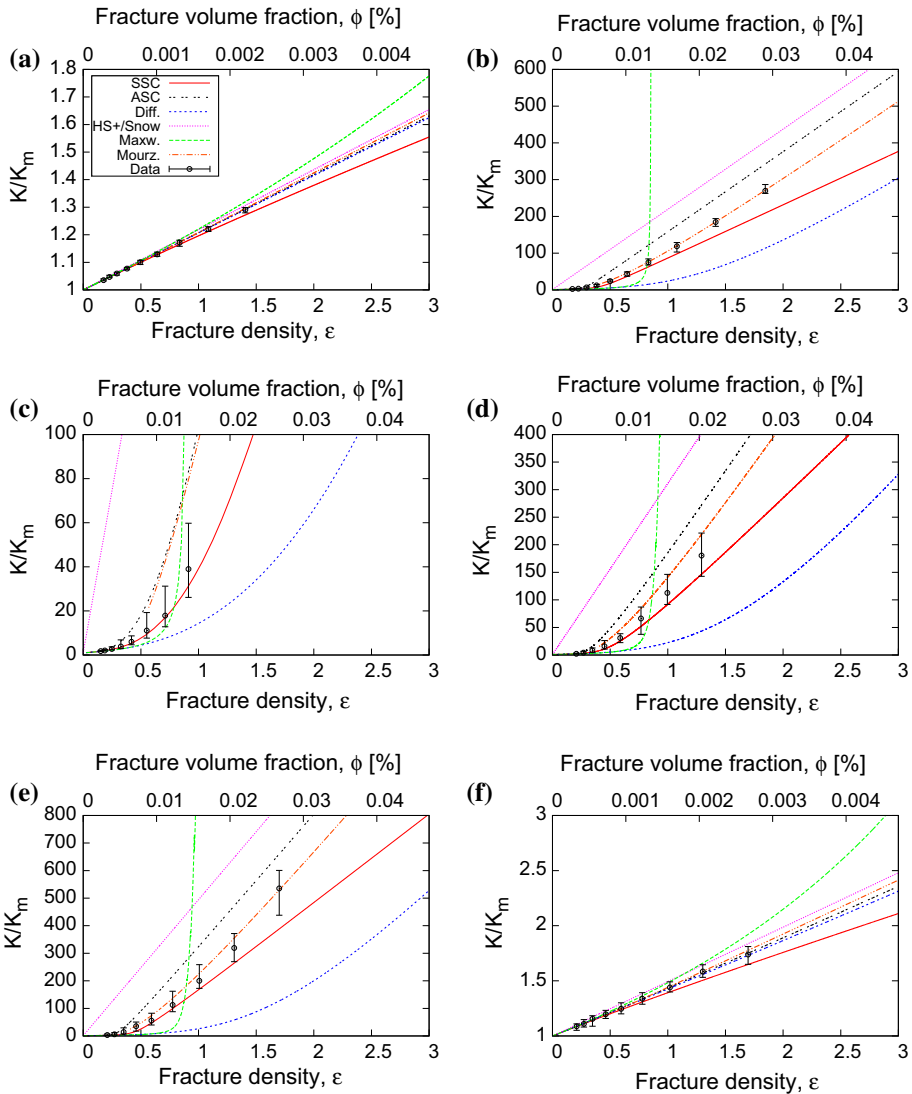 Fracture volume fraction, ϕ [%]
0 0.001 0.002 0.004
(a)
1.8
1.7
1.6
1.5
1.4
1.3
1.2
1.1
1
K/Km
SSC
ASC
Diff.
HS+/Snow
Maxw.
Mourz.
Data
0 0.5 1 1.5 2 2.5 3
Fracture density, ε
Fracture volume fraction, ϕ [%]
0 0.01 0.02 0.04
(b)
600
500
400
300
200
100
0
K/Km
0 0.5 1 1.5 2 2.5 3
Fracture density, ε
Fracture volume fraction, ϕ [%]
0 0.01 0.02 0.03 0.04
(c)
100
80
60
40
20
0
K/Km
0 0.5 1 1.5 2 2.5 3
Fracture density, ε
Fracture volume fraction, ϕ [%]
0 0.01 0.02 0.03 0.04
(d)
400
350
300
250
200
150
100
50
0
K/Km
0 0.5 1 1.5 2 2.5 3
Fracture density, ε
Fracture volume fraction, ϕ [%]
0 0.01 0.02 0.03 0.04
(e)
800
700
600
500
400
300
200
100
0
K/Km
0 0.5 1 1.5 2 2.5 3
Fracture density, ε
Fracture volume fraction, ϕ [%]
0 0.001 0.002 0.003 0.004
(f)
3
2.5
2
1.5
1
K/Km
0 0.5 1 1.5 2 2.5 3
Fracture density, ε